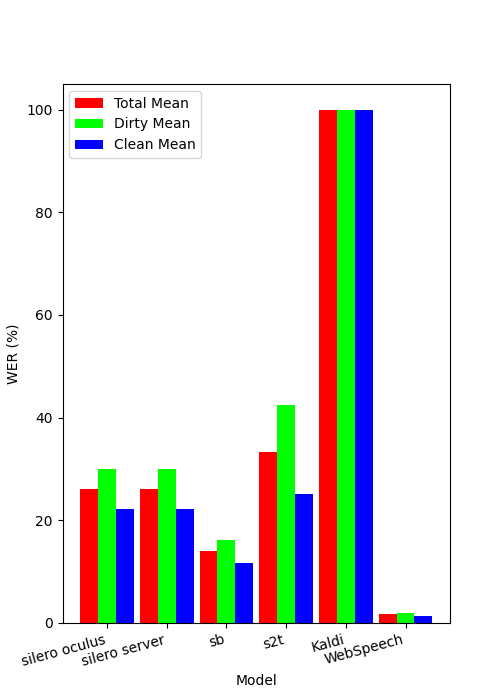 Total Mean
Dirty Mean
Clean Mean
100
80
60
40
20
0
WER (%)
silero oculus
silero server
sb
s2t
Kaldi
WebSpeech
Model